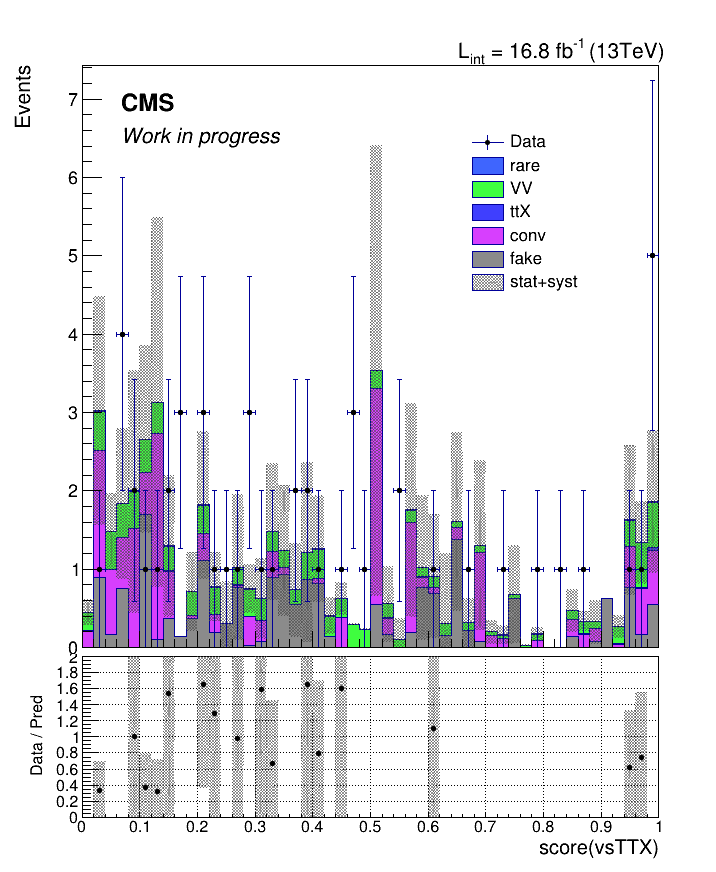 L_int = 16.8 fb^-1 (13TeV)
Events
CMS
Work in progress
Data
rare
VV
ttX
conv
fake
stat+syst
7
6
5
4
3
2
1
0
Data / Pred
2
1.8
1.6
1.4
1.2
1
0.8
0.6
0.4
0.2
0
0 0.1 0.2 0.3 0.4 0.5 0.6 0.7 0.8 0.9 1
score(vsTTX)